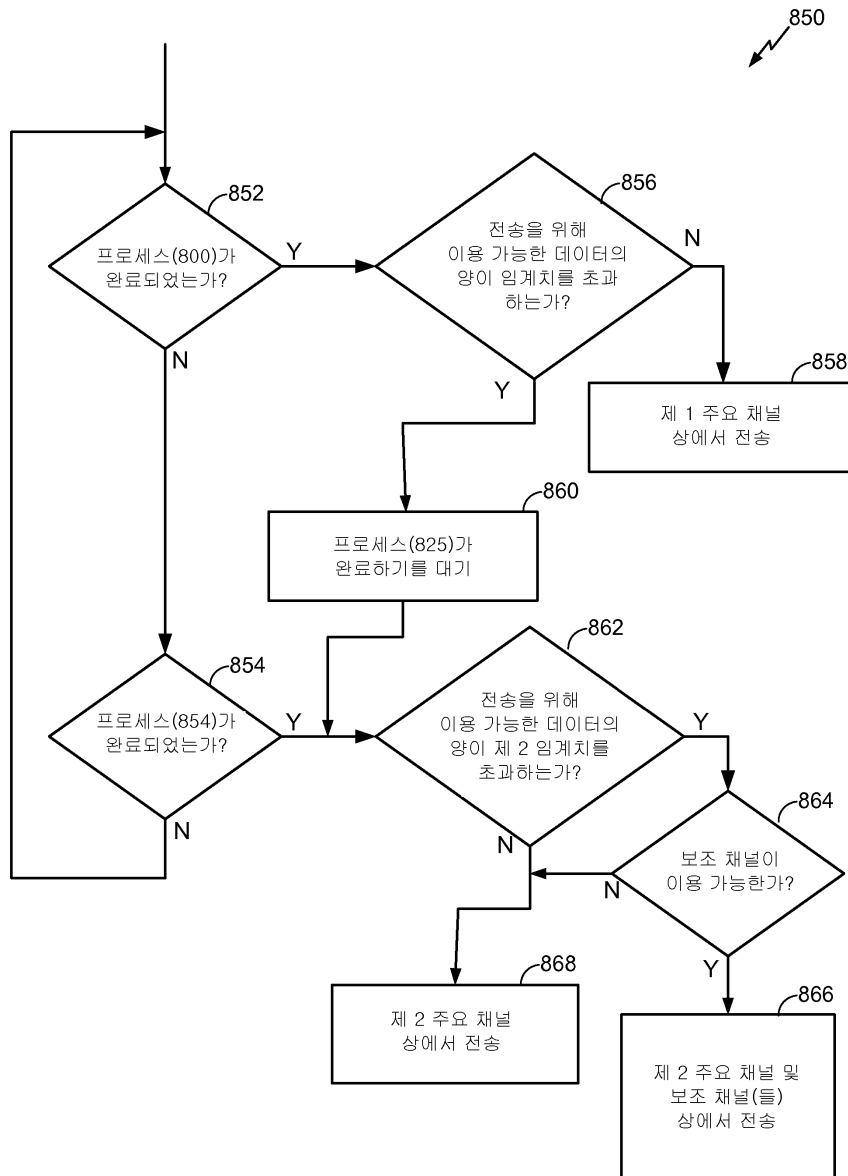 850
852
프로세스(800)가
완료되었는가?
Y
N
856
전송을 위해
이용 가능한 데이터의
양이 임계치를 초과
하는가?
N
Y
858
제 1 주요 채널
상에서 전송
860
프로세스(825)가
완료하기를 대기
854
프로세스(854)가
완료되었는가?
Y
N
862
전송을 위해
이용 가능한 데이터의
양이 제 2 임계치를
초과하는가?
Y
N
864
보조 채널이
이용 가능한가?
N
Y
868
제 2 주요 채널
상에서 전송
866
제 2 주요 채널 및
보조 채널(들)
상에서 전송